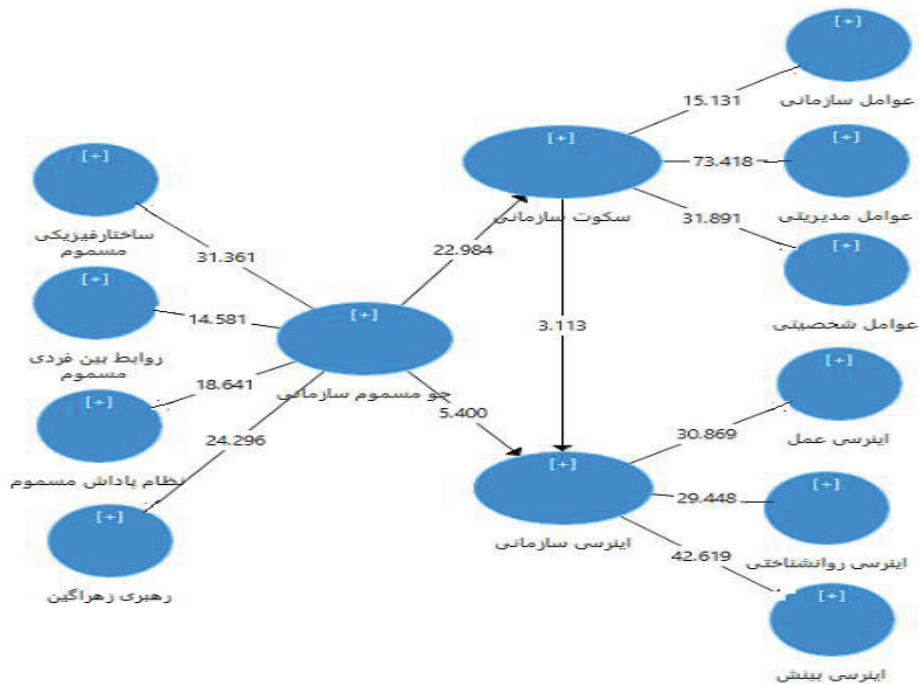 [+]
عوامل سازمانی
15.131
[+]
عوامل مدیریتی
73.418
[+]
سکوت سازمانی
31.891
[+]
عوامل شخصیتی
[+]
ساختارفیزیکی
مسموم
31.361
22.984
[+]
روابط بین فردی
مسموم
14.581
[+]
جو مسموم سازمانی
3.113
18.641
5.400
[+]
نظام پاداش مسموم
24.296
[+]
اینرسی عمل
30.869
[+]
اینرسی سازمانی
29.448
[+]
اینرسی روانشناختی
42.619
[+]
رهبری زهراگین
[+]
اینرسی بینش